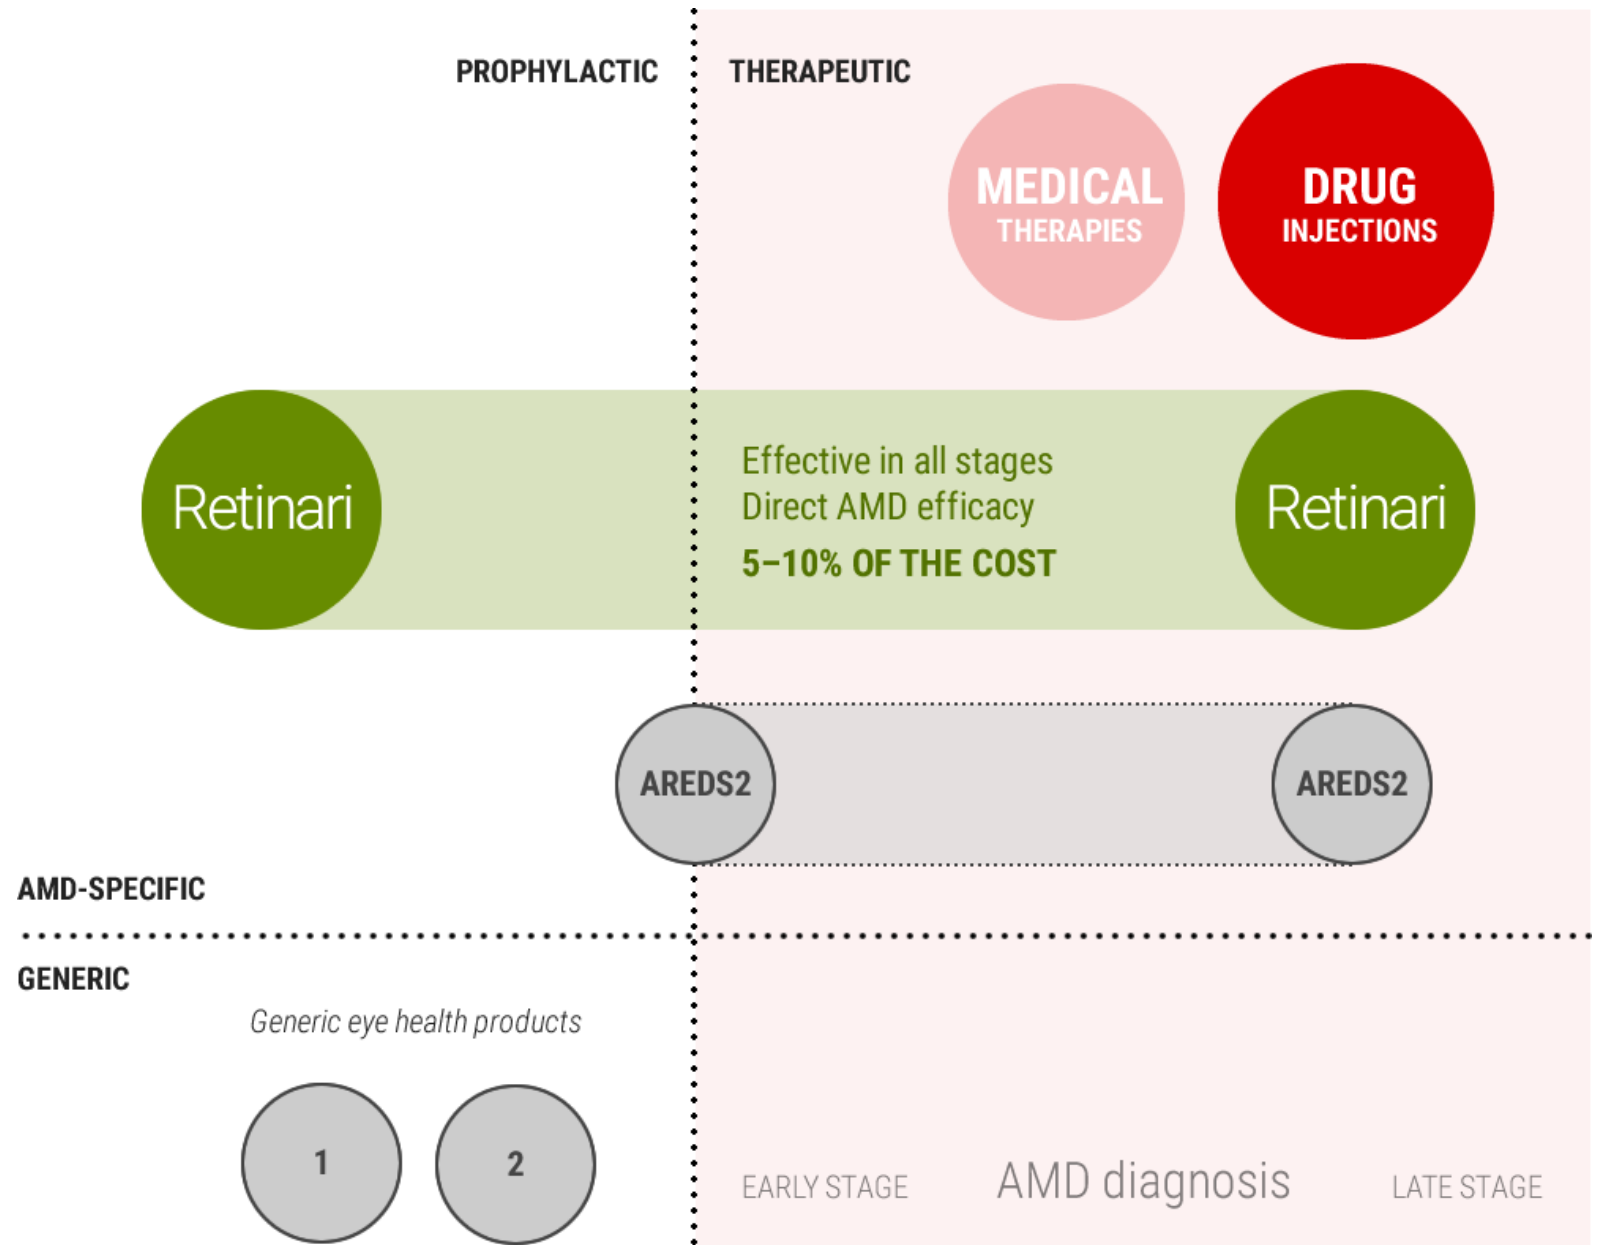 PROPHYLACTIC
THERAPEUTIC
MEDICAL
THERAPIES
DRUG
INJECTIONS
Retinari
Effective in all stages
Direct AMD efficacy
5–10% OF THE COST
Retinari
AREDS2
AREDS2
AMD-SPECIFIC
GENERIC
Generic eye health products
1
2
EARLY STAGE
AMD diagnosis
LATE STAGE